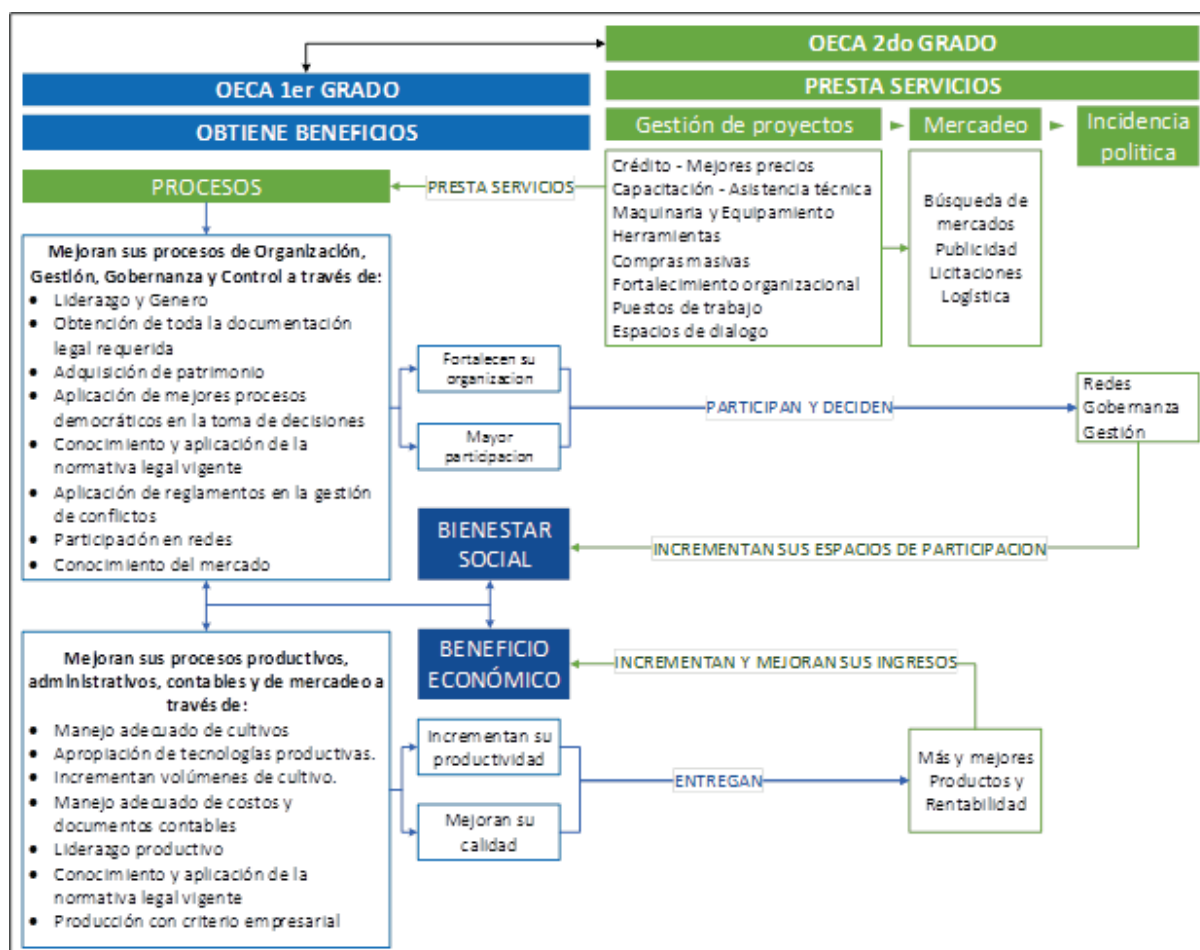 OECA 2do GRADO
OECA 1er GRADO
PRESTA SERVICIOS
OBTIENE BENEFICIOS
Gestión de proyectos
Mercadeo
Incidencia
politica
PROCESOS
PRESTA SERVICIOS
Crédito - Mejores precios
Capacitación - Asistencia técnica
Maquinaria y Equipamiento
Herramientas
Compras masivas
Fortalecimiento organizacional
Puestos de trabajo
Espacios de dialogo
Búsqueda de
mercados
Publicidad
Licitaciones
Logística
Mejoran sus procesos de Organización,
Gestión, Gobernanza y Control a través de:
• Liderazgo y Genero
• Obtención de toda la documentación
legal requerida
• Adquisición de patrimonio
• Aplicación de mejores procesos
democráticos en la toma de decisiones
• Conocimiento y aplicación de la
normativa legal vigente
• Aplicación de reglamentos en la gestión
de conflictos
• Participación en redes
• Conocimiento del mercado
Fortalecen su
organizacion
Mayor
participacion
PARTICIPAN Y DECIDEN
Redes
Gobernanza
Gestión
BIENESTAR
SOCIAL
INCREMENTAN SUS ESPACIOS DE PARTICIPACION
BENEFICIO
ECONÓMICO
INCREMENTAN Y MEJORAN SUS INGRESOS
Mejoran sus procesos productivos,
administrativos, contables y de mercadeo a
través de:
• Manejo adecuado de cultivos
• Apropiación de tecnologías productivas.
• Incrementan volúmenes de cultivo.
• Manejo adecuado de costos y
documentos contables
• Liderazgo productivo
• Conocimiento y aplicación de la
normativa legal vigente
• Producción con criterio empresarial
Incrementan su
productividad
Mejoran su
calidad
ENTREGAN
Más y mejores
Productos y
Rentabilidad